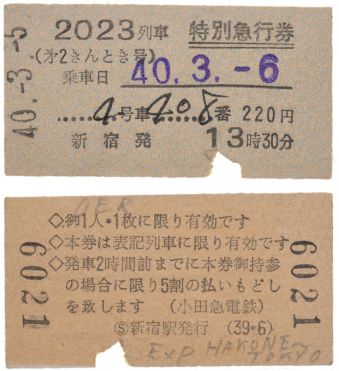 40.-3.-5
2023列車 特別急行券
(第2きんとき号)
乗車日 40.3.-6
4号車 408番 220円
新宿発 13時30分
OER
◇御1人・1枚に限り有効です
◇本券は表記列車に限り有効です
◇発車2時間前までに本券御持参
の場合に限り5割の払いもどし
を致します (小田急電鉄)
Ⓢ新宿駅発行 (39·6)
6021
6021
EXP HAKONE—
TOKYO